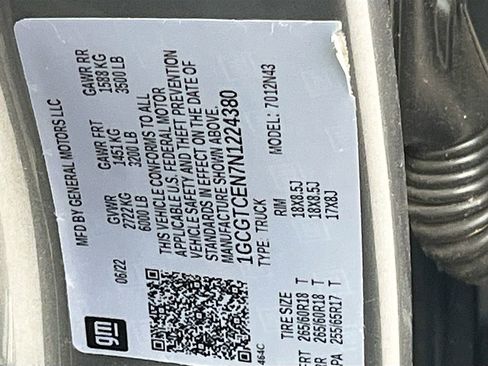 gm
MFD BY GENERAL MOTORS LLC
06/22 GVWR GAWR FRT GAWR RR
2722 KG 1451 KG 1588 KG
6000 LB 3200 LB 3500 LB
THIS VEHICLE CONFORMS TO ALL
APPLICABLE U.S. FEDERAL MOTOR
VEHICLE SAFETY AND THEFT PREVENTION
STANDARDS IN EFFECT ON THE DATE OF
MANUFACTURE SHOWN ABOVE.
1GCGTCEN7N1224380
TYPE: TRUCK MODEL: 7012N43
464C
TIRE SIZE RIM
FRT 265/60R18 T 18X8.5J
RR 265/60R18 T 18X8.5J
PA 255/65R17 T 17X8J